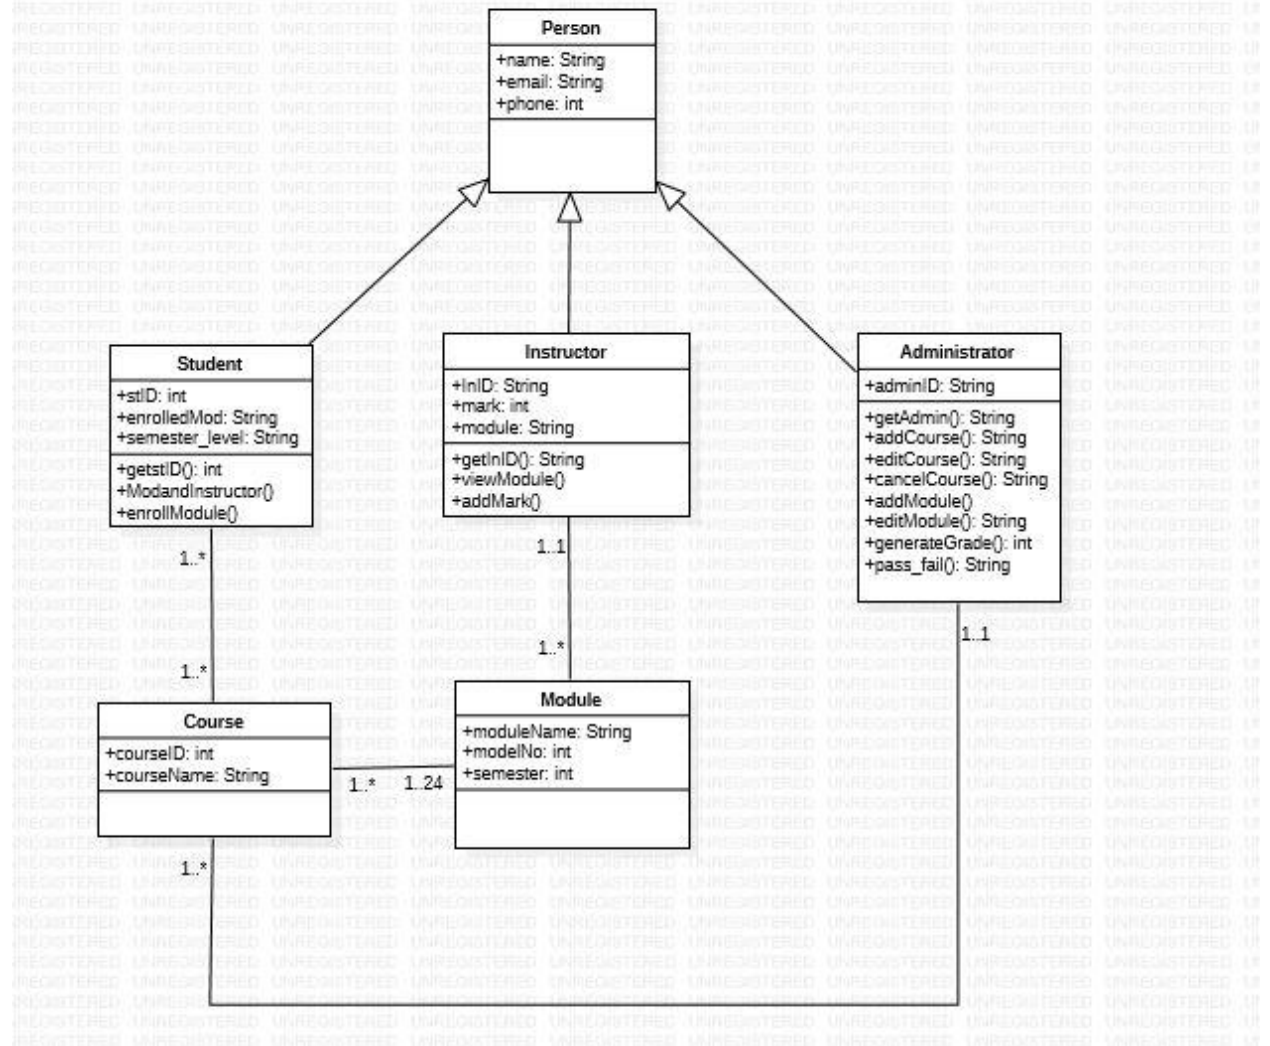 Person
+name: String
+email: String
+phone: int
Student
+stID: int
+enrolledMod: String
+semester_level: String
+getstID(): int
+ModandInstructor()
+enrollModule()
Instructor
+InID: String
+mark: int
+module: String
+getInID(): String
+viewModule()
+addMark()
Administrator
+adminID: String
+getAdmin(): String
+addCourse(): String
+editCourse(): String
+cancelCourse(): String
+addModule()
+editModule(): String
+generateGrade(): int
+pass_fail(): String
1..*
1..1
1..1
1..*
1..*
Course
+courseID: int
+courseName: String
Module
+moduleName: String
+modelNo: int
+semester: int
1..*
1..24
1..*
UNREGISTERED